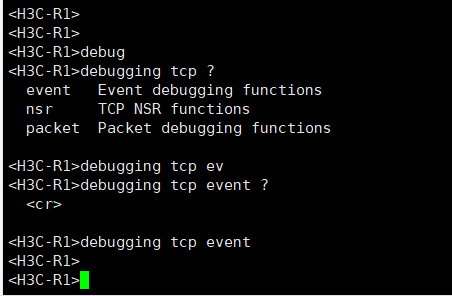 <H3C-R1>
<H3C-R1>
<H3C-R1>debug
<H3C-R1>debugging tcp ?
  event   Event debugging functions
  nsr     TCP NSR functions
  packet  Packet debugging functions

<H3C-R1>debugging tcp ev
<H3C-R1>debugging tcp event ?
  <cr>

<H3C-R1>debugging tcp event
<H3C-R1>
<H3C-R1>